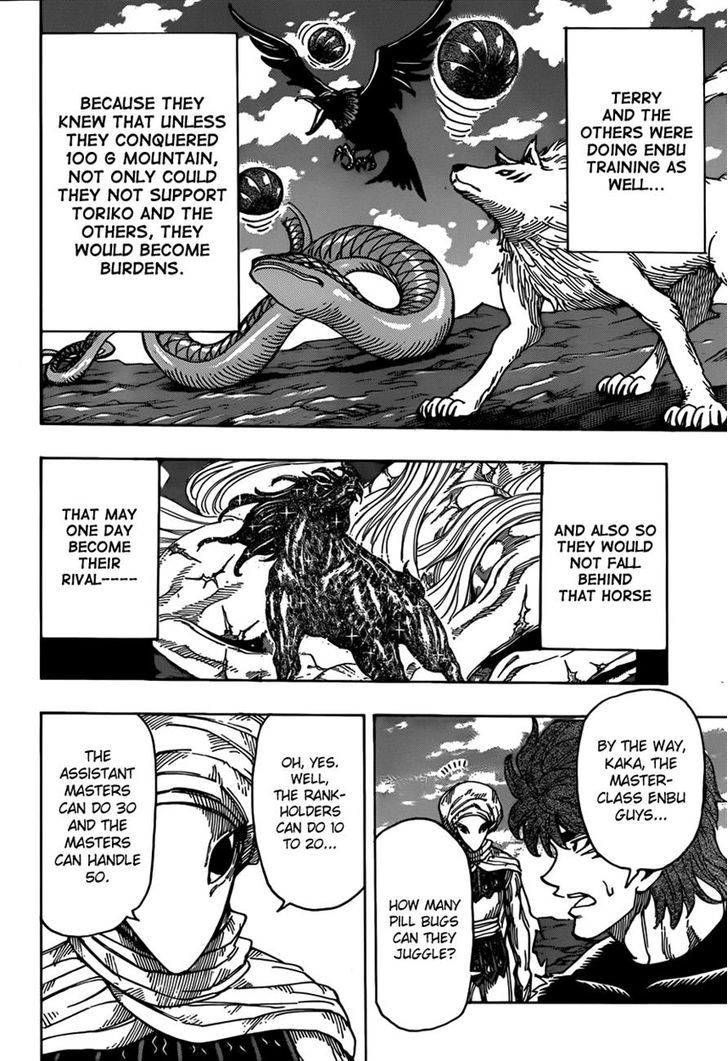 TERRY
AND THE
OTHERS WERE
DOING ENBU
TRAINING AS
WELL...
BECAUSE THEY
KNEW THAT UNLESS
THEY CONQUERED
100 G MOUNTAIN,
NOT ONLY COULD
THEY NOT SUPPORT
TORIKO AND THE
OTHERS, THEY
WOULD BECOME
BURDENS.
AND ALSO SO
THEY WOULD
NOT FALL
BEHIND
THAT HORSE
THAT MAY
ONE DAY
BECOME
THEIR
RIVAL----
BY THE WAY,
KAKA, THE
MASTER-
CLASS ENBU
GUYS...
HOW MANY
PILL BUGS
CAN THEY
JUGGLE?
OH, YES.
WELL,
THE RANK-
HOLDERS
CAN DO 10
TO 20...
THE
ASSISTANT
MASTERS
CAN DO 30
AND THE
MASTERS
CAN HANDLE
50.